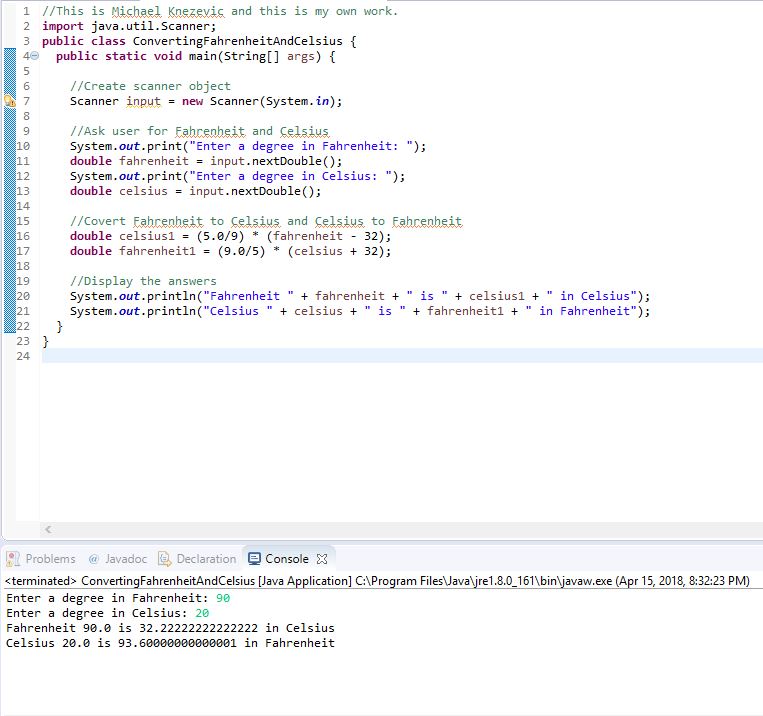 1 //This is Michael Knezevic and this is my own work.
2 import java.util.Scanner;
3 public class ConvertingFahrenheitAndCelsius {
4 public static void main(String[] args) {
5
6 //Create scanner object
7 Scanner input = new Scanner(System.in);
8
9 //Ask user for Fahrenheit and Celsius
10 System.out.print("Enter a degree in Fahrenheit: ");
11 double fahrenheit = input.nextDouble();
12 System.out.print("Enter a degree in Celsius: ");
13 double celsius = input.nextDouble();
14
15 //Covert Fahrenheit to Celsius and Celsius to Fahrenheit
16 double celsius1 = (5.0/9) * (fahrenheit - 32);
17 double fahrenheit1 = (9.0/5) * (celsius + 32);
18
19 //Display the answers
20 System.out.println("Fahrenheit " + fahrenheit + " is " + celsius1 + " in Celsius");
21 System.out.println("Celsius " + celsius + " is " + fahrenheit1 + " in Fahrenheit");
22 }
23 }
24
Problems @ Javadoc Declaration Console
<terminated> ConvertingFahrenheitAndCelsius [Java Application] C:\Program Files\Java\jre1.8.0_161\bin\javaw.exe (Apr 15, 2018, 8:32:23 PM)
Enter a degree in Fahrenheit: 90
Enter a degree in Celsius: 20
Fahrenheit 90.0 is 32.22222222222222 in Celsius
Celsius 20.0 is 93.60000000000001 in Fahrenheit